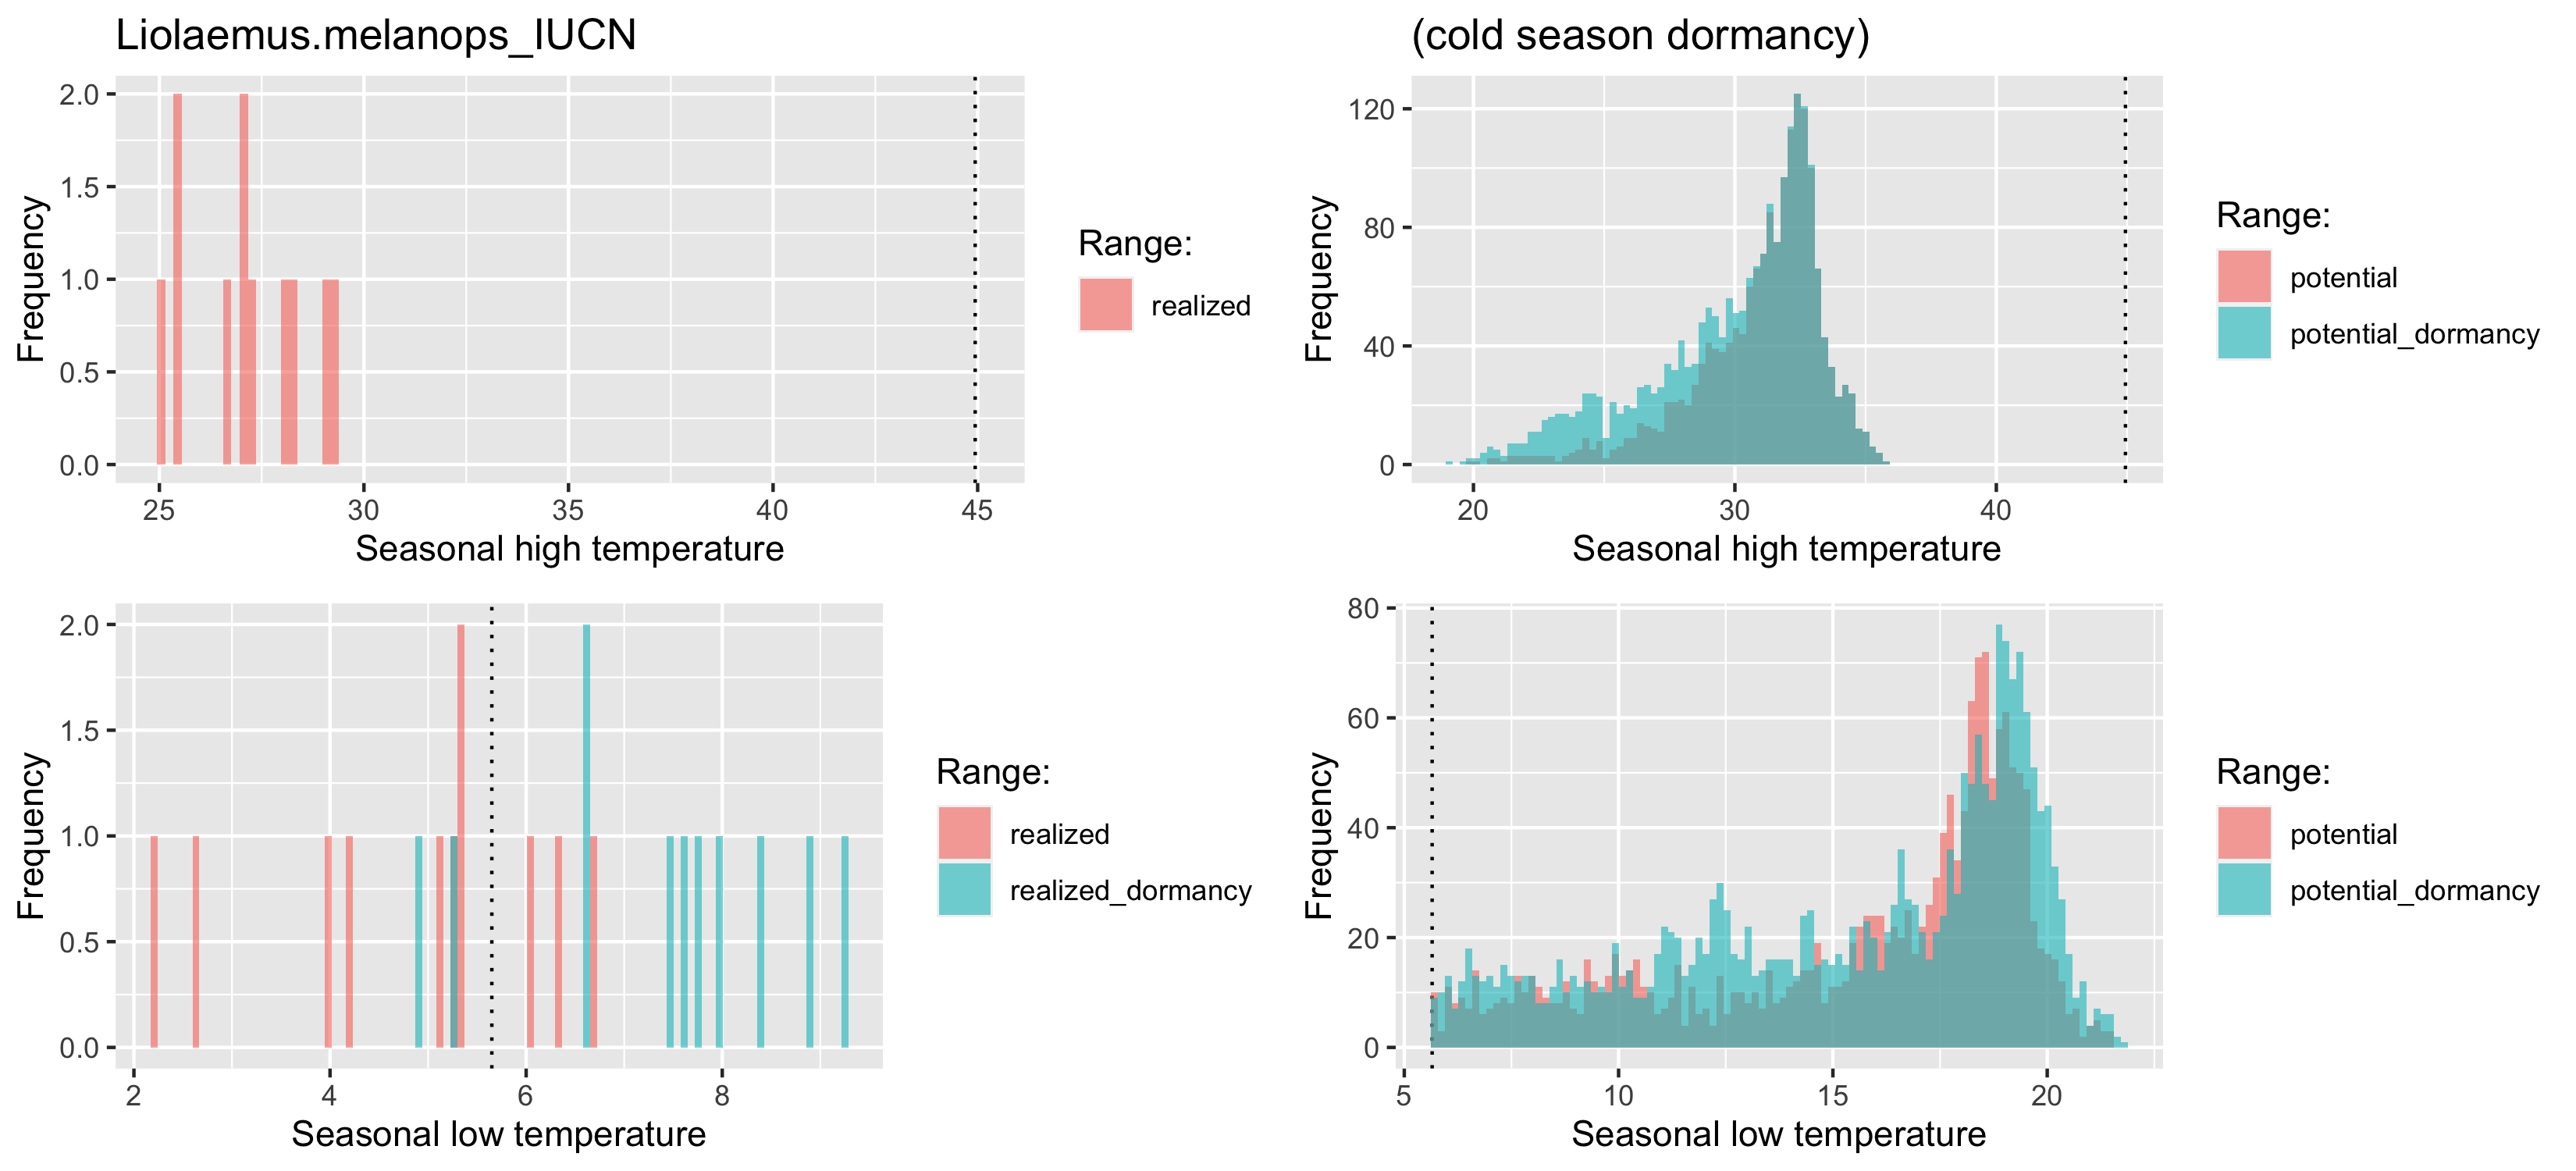 Liolaemus.melanops_IUCN
2.0
1.5
1.0
0.5
0.0
Frequency
25 30 35 40 45
Seasonal high temperature
Range:
realized
(cold season dormancy)
120
80
40
0
Frequency
20 30 40
Seasonal high temperature
Range:
potential
potential_dormancy
2.0
1.5
1.0
0.5
0.0
Frequency
2 4 6 8
Seasonal low temperature
Range:
realized
realized_dormancy
80
60
40
20
0
Frequency
5 10 15 20
Seasonal low temperature
Range:
potential
potential_dormancy